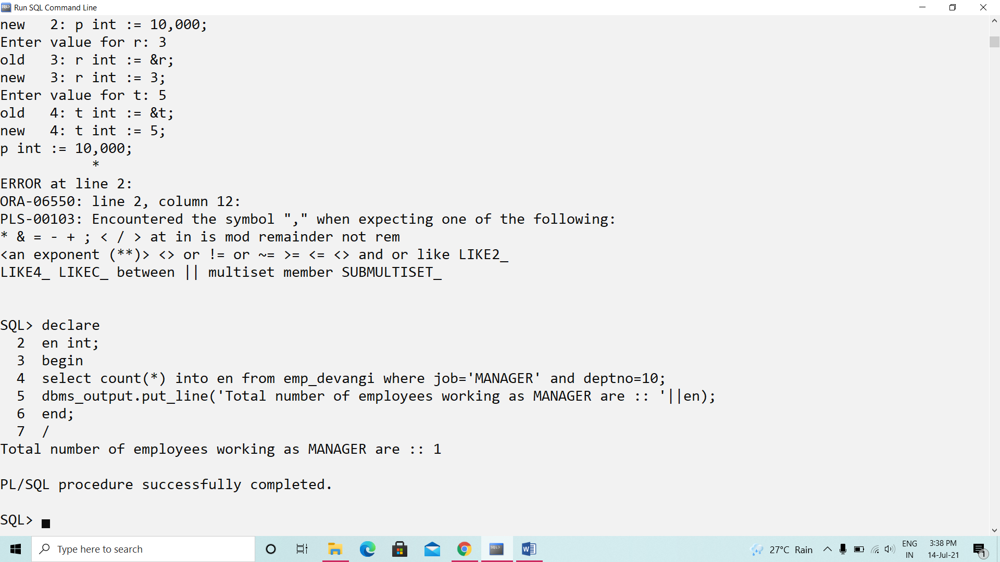 Run SQL Command Line
new   2: p int := 10,000;
Enter value for r: 3
old   3: r int := &r;
new   3: r int := 3;
Enter value for t: 5
old   4: t int := &t;
new   4: t int := 5;
p int := 10,000;
           *
ERROR at line 2:
ORA-06550: line 2, column 12:
PLS-00103: Encountered the symbol "," when expecting one of the following:
* & = - + ; < / > at in is mod remainder not rem
<an exponent (**)> <> or != or ~= >= <= <> and or like LIKE2_
LIKE4_ LIKEC_ between || multiset member SUBMULTISET_
SQL> declare
  2  en int;
  3  begin
  4  select count(*) into en from emp_devangi where job='MANAGER' and deptno=10;
  5  dbms_output.put_line('Total number of employees working as MANAGER are :: '||en);
  6  end;
  7  /
Total number of employees working as MANAGER are :: 1
PL/SQL procedure successfully completed.
SQL>
Type here to search
27°C Rain
ENG
IN
3:38 PM
14-Jul-21
1